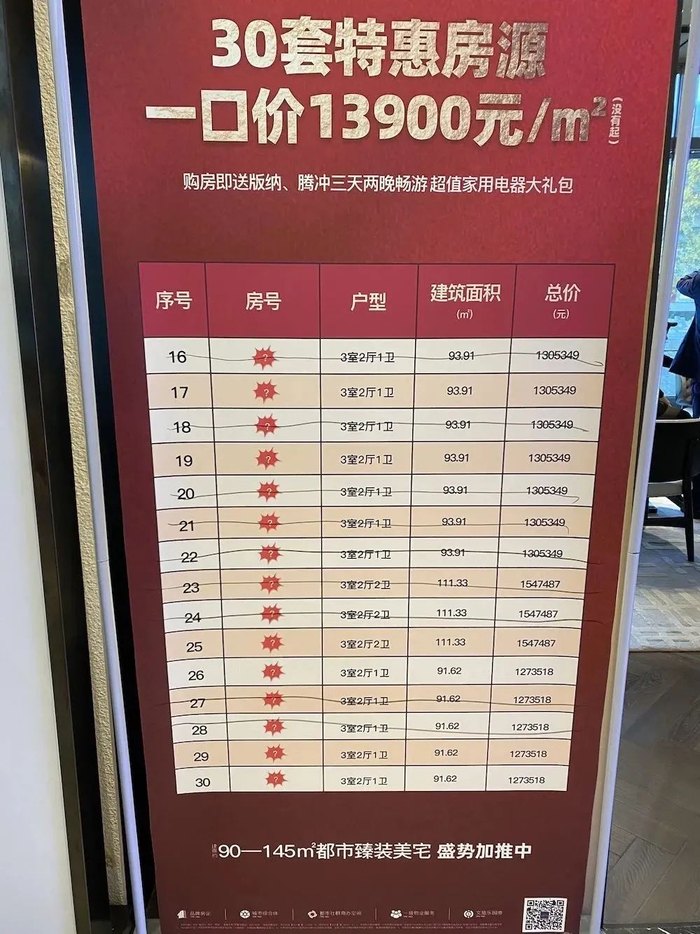 30套特惠房源
一口价13900元/m²(没有起)
购房即送版纳、腾冲三天两晚畅游 超值家用电器大礼包
序号 房号 户型 建筑面积(㎡) 总价(元)
16 ? 3室2厅1卫 93.91 1305349
17 ? 3室2厅1卫 93.91 1305349
18 ? 3室2厅1卫 93.91 1305349
19 ? 3室2厅1卫 93.91 1305349
20 ? 3室2厅1卫 93.91 1305349
21 ? 3室2厅1卫 93.91 1305349
22 ? 3室2厅1卫 93.91 1305349
23 ? 3室2厅2卫 111.33 1547487
24 ? 3室2厅2卫 111.33 1547487
25 ? 3室2厅2卫 111.33 1547487
26 ? 3室2厅1卫 91.62 1273518
27 ? 3室2厅1卫 91.62 1273518
28 ? 3室2厅1卫 91.62 1273518
29 ? 3室2厅1卫 91.62 1273518
30 ? 3室2厅1卫 91.62 1273518
90—145㎡都市臻装美宅 盛势加推中